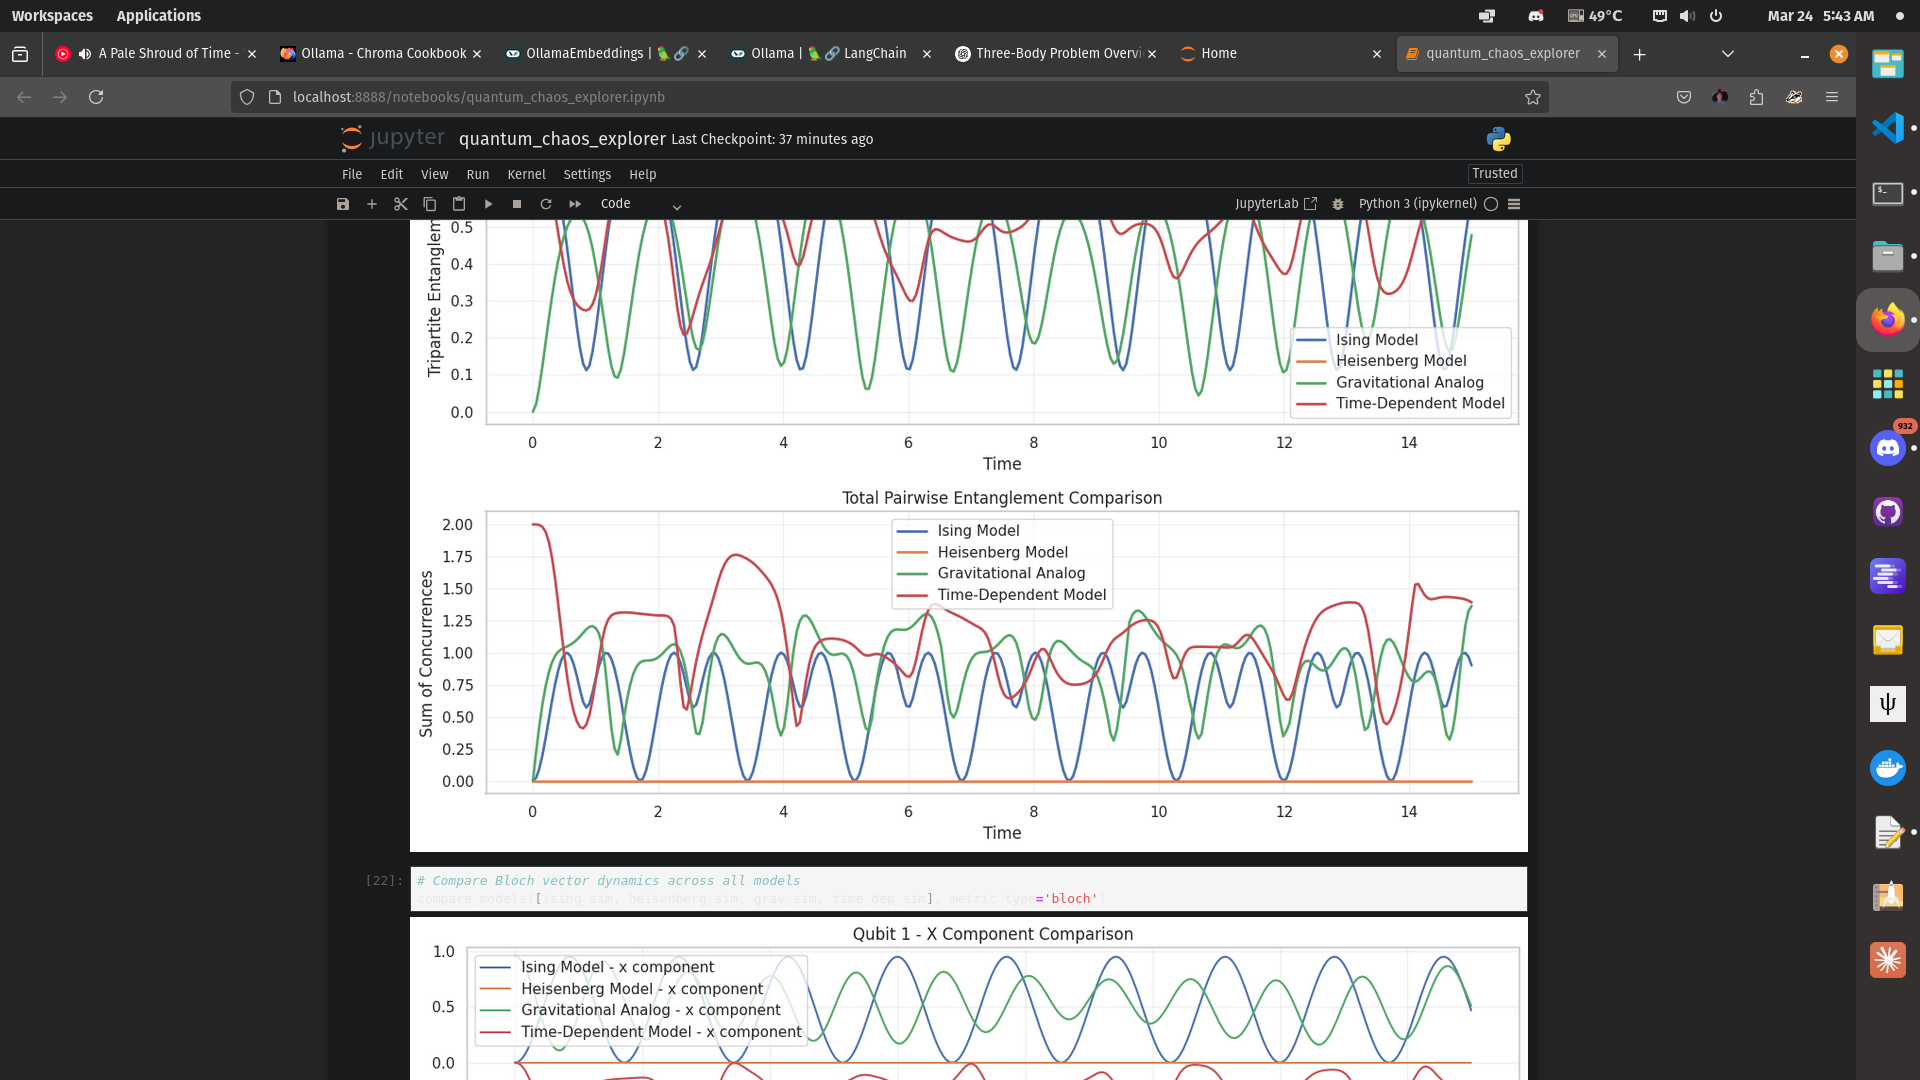 Workspaces Applications 49°C Mar 24 5:43 AM
A Pale Shroud of Time - Ollama - Chroma Cookbook OllamaEmbeddings | 🦜🔗 Ollama | 🦜🔗 LangChain Three-Body Problem Overvi Home quantum_chaos_explorer
localhost:8888/notebooks/quantum_chaos_explorer.ipynb
jupyter quantum_chaos_explorer Last Checkpoint: 37 minutes ago
File Edit View Run Kernel Settings Help Trusted
Code JupyterLab Python 3 (ipykernel)
Tripartite Entanglem
0.5
0.4
0.3
0.2
0.1
0.0
Ising Model
Heisenberg Model
Gravitational Analog
Time-Dependent Model
0 2 4 6 8 10 12 14
Time
932
Total Pairwise Entanglement Comparison
Sum of Concurrences
2.00
1.75
1.50
1.25
1.00
0.75
0.50
0.25
0.00
Ising Model
Heisenberg Model
Gravitational Analog
Time-Dependent Model
0 2 4 6 8 10 12 14
Time
[22]:
# Compare Bloch vector dynamics across all models
compare_models([ising_sim, heisenberg_sim, grav_sim, time_dep_sim], metric_type='bloch')
Qubit 1 - X Component Comparison
1.0
0.5
0.0
Ising Model - x component
Heisenberg Model - x component
Gravitational Analog - x component
Time-Dependent Model - x component
ψ